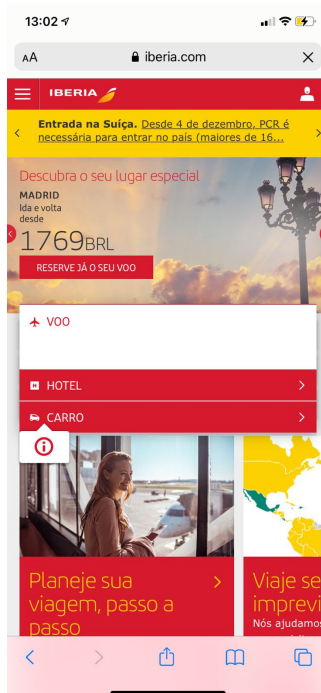 13:02
AA iberia.com
IBERIA
Entrada na Suíça. Desde 4 de dezembro, PCR é
necessária para entrar no país (maiores de 16...
Descubra o seu lugar especial
MADRID
Ida e volta
desde
1769BRL
RESERVE JÁ O SEU VOO
VOO
H HOTEL
CARRO
Planeje sua
viagem, passo a
passo
Viaje se
imprevi
Nós ajudamos